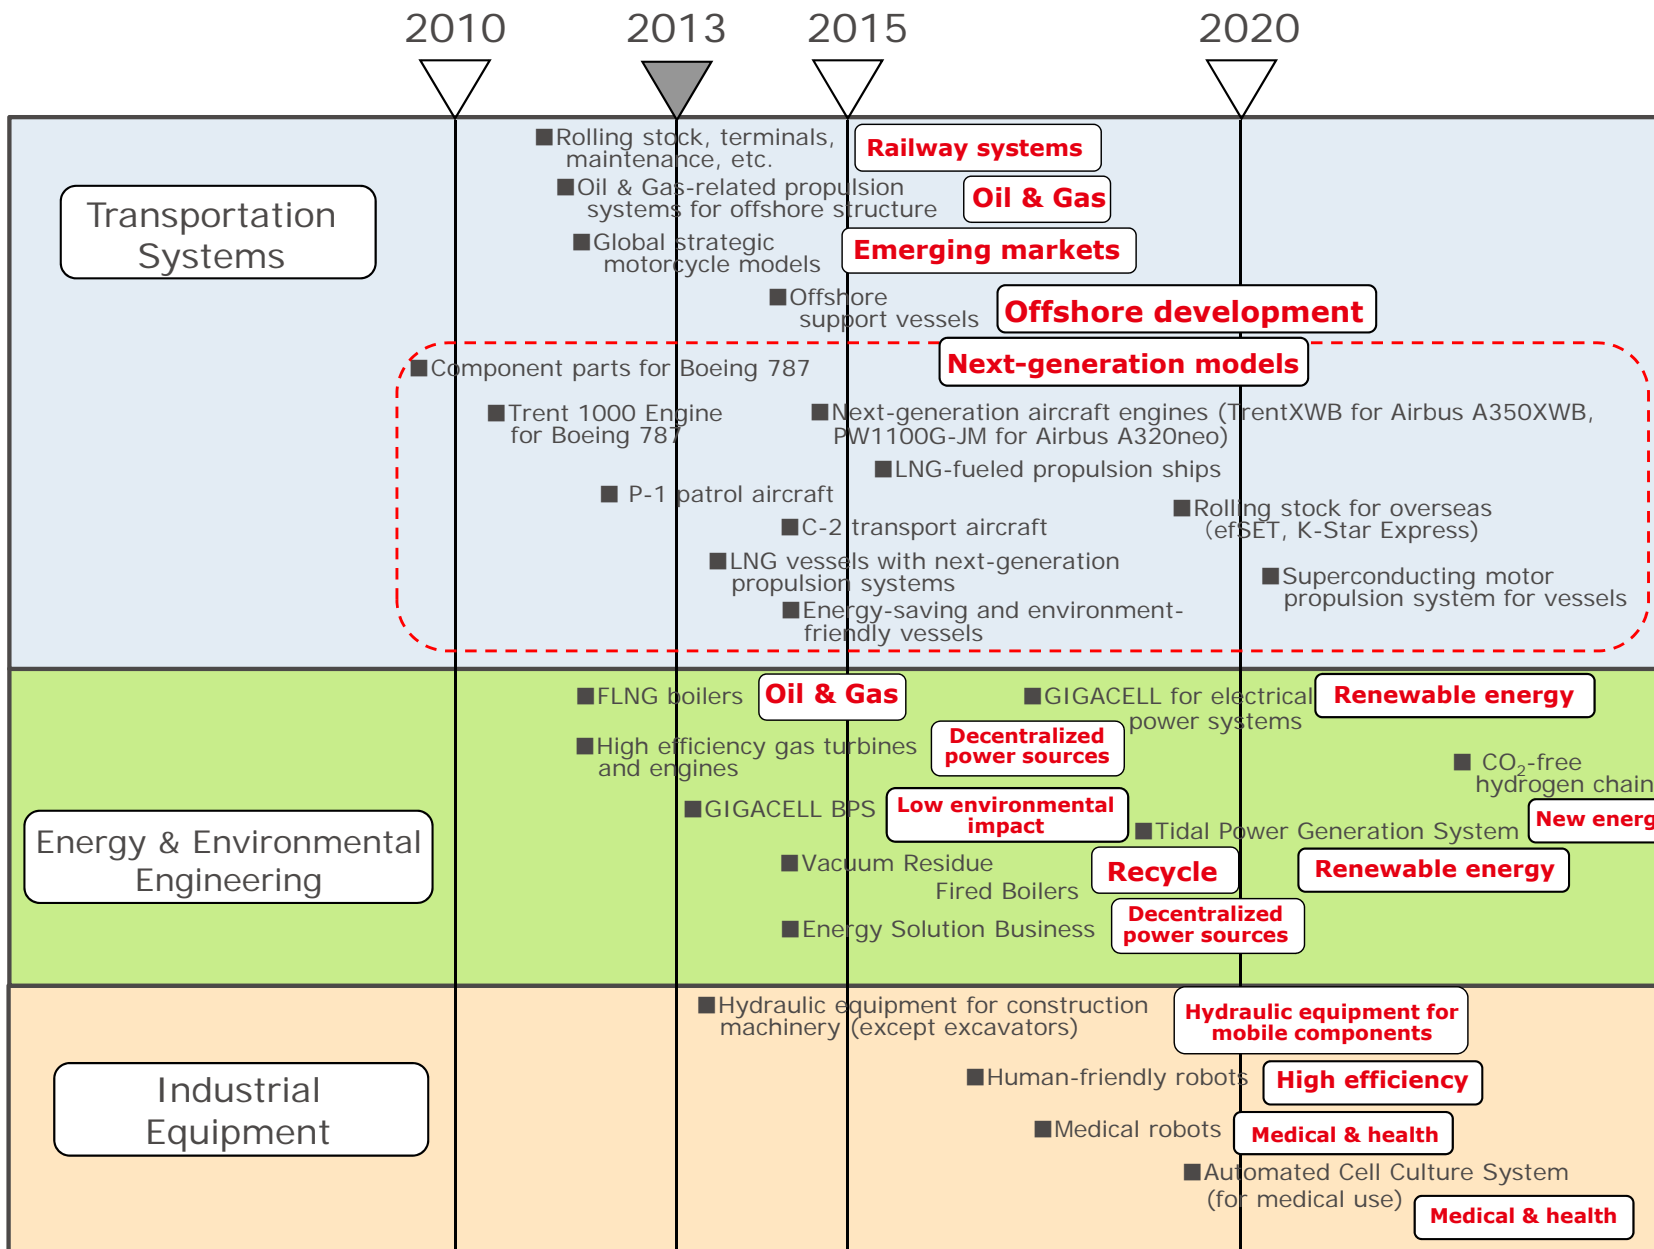 2010 2013 2015 2020
Transportation
Systems
■Rolling stock, terminals,
maintenance, etc.
Railway systems
■Oil & Gas-related propulsion
systems for offshore structure
Oil & Gas
■Global strategic
motorcycle models
Emerging markets
■Offshore
support vessels
Offshore development
Next-generation models
■Component parts for Boeing 787
■Trent 1000 Engine
for Boeing 787
■Next-generation aircraft engines (TrentXWB for Airbus A350XWB,
PW1100G-JM for Airbus A320neo)
■LNG-fueled propulsion ships
■ P-1 patrol aircraft
■Rolling stock for overseas
(efSET, K-Star Express)
■C-2 transport aircraft
■LNG vessels with next-generation
propulsion systems
■Superconducting motor
propulsion system for vessels
■Energy-saving and environment-
friendly vessels
Energy & Environmental
Engineering
■FLNG boilers
Oil & Gas
■GIGACELL for electrical
power systems
Renewable energy
■High efficiency gas turbines
and engines
Decentralized
power sources
■ CO₂-free
hydrogen chain
New energ
■GIGACELL BPS
Low environmental
impact
■Tidal Power Generation System
Renewable energy
■Vacuum Residue
Fired Boilers
Recycle
■Energy Solution Business
Decentralized
power sources
Industrial
Equipment
■Hydraulic equipment for construction
machinery (except excavators)
Hydraulic equipment for
mobile components
■Human-friendly robots
High efficiency
■Medical robots
Medical & health
■Automated Cell Culture System
(for medical use)
Medical & health